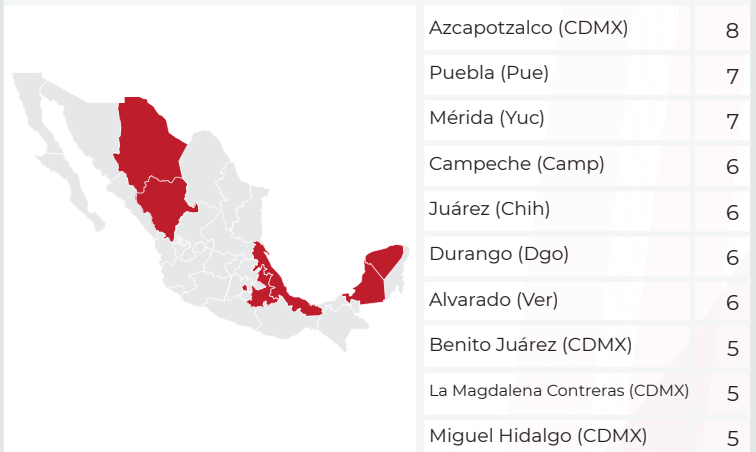 Azcapotzalco (CDMX) 8
Puebla (Pue) 7
Mérida (Yuc) 7
Campeche (Camp) 6
Juárez (Chih) 6
Durango (Dgo) 6
Alvarado (Ver) 6
Benito Juárez (CDMX) 5
La Magdalena Contreras (CDMX) 5
Miguel Hidalgo (CDMX) 5